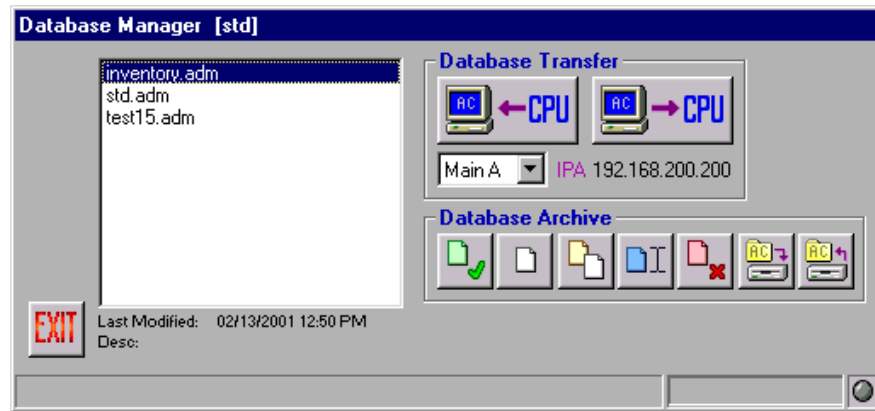 Database Manager [std]
inventory.adm
std.adm
test15.adm
Database Transfer
AC CPU
AC CPU
Main A IPA 192.168.200.200
Database Archive
AC AC
EXIT
Last Modified: 02/13/2001 12:50 PM
Desc: